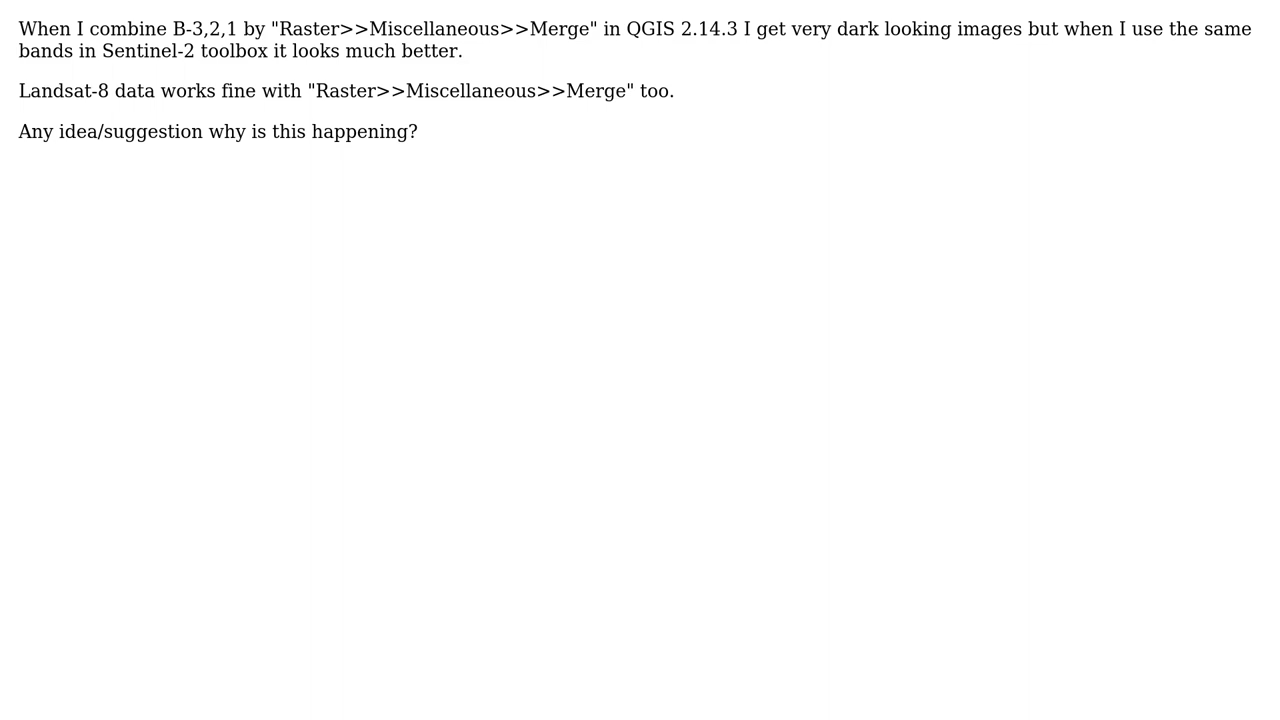 When I combine B-3,2,1 by "Raster>>Miscellaneous>>Merge" in QGIS 2.14.3 I get very dark looking images but when I use the same
bands in Sentinel-2 toolbox it looks much better.
Landsat-8 data works fine with "Raster>>Miscellaneous>>Merge" too.
Any idea/suggestion why is this happening?